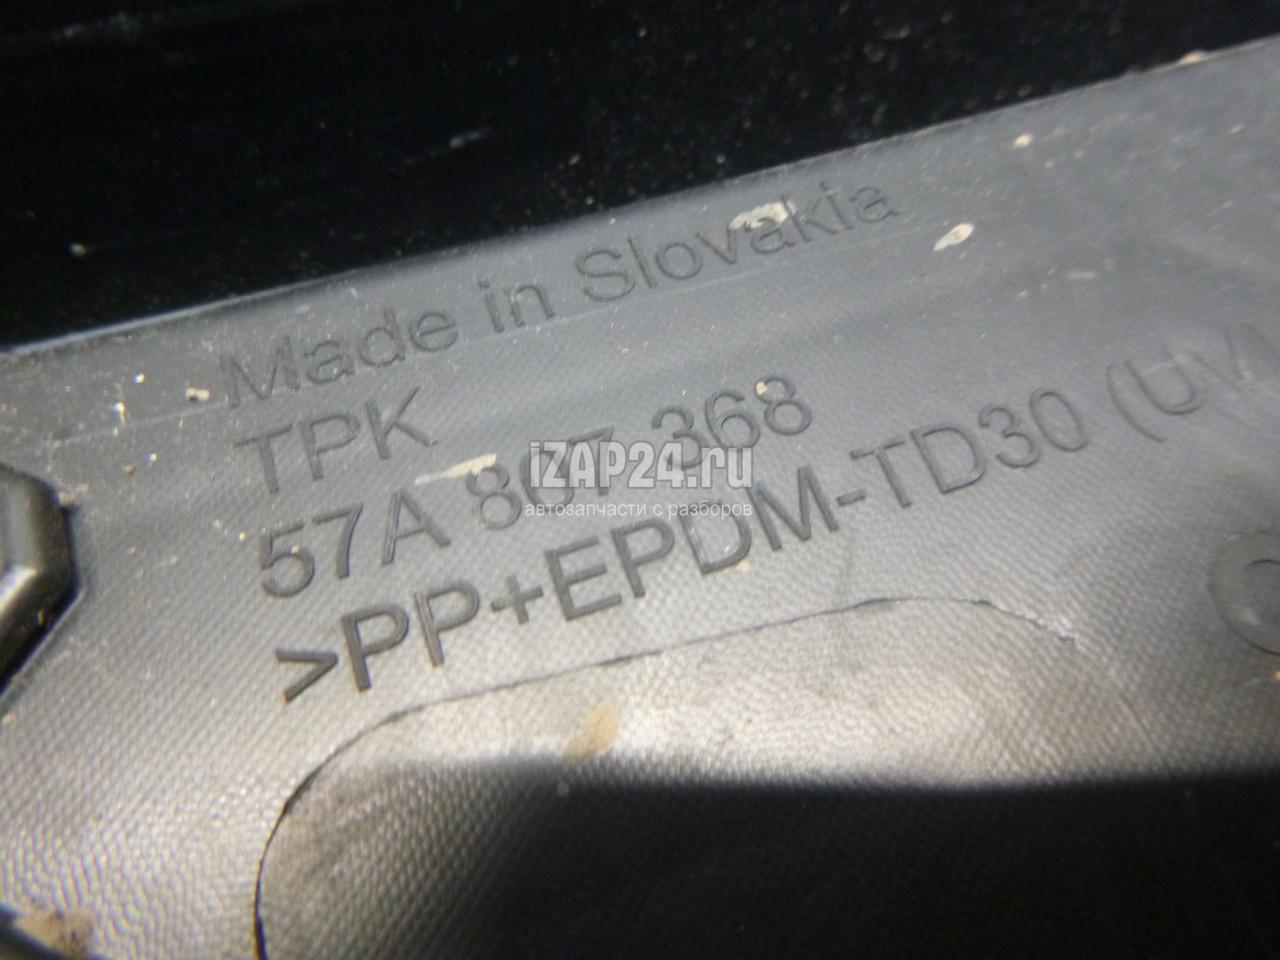 Made in Slovakia
TPK
57A 807 368
>PP+EPDM-TD30 (UV)
iZAP24.ru
автозапчасти с разборов